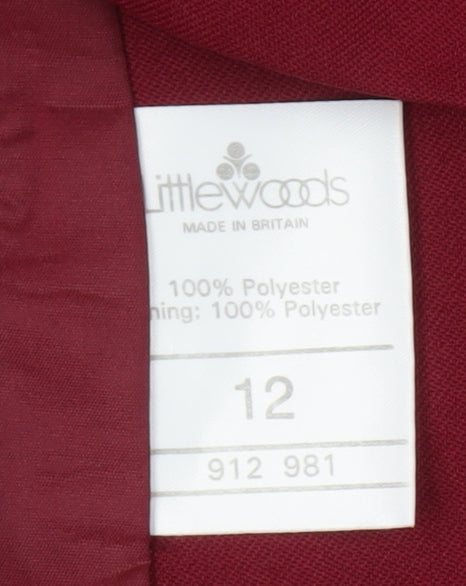 Littlewoods
MADE IN BRITAIN
100% Polyester
ning: 100% Polyester
12
912 981